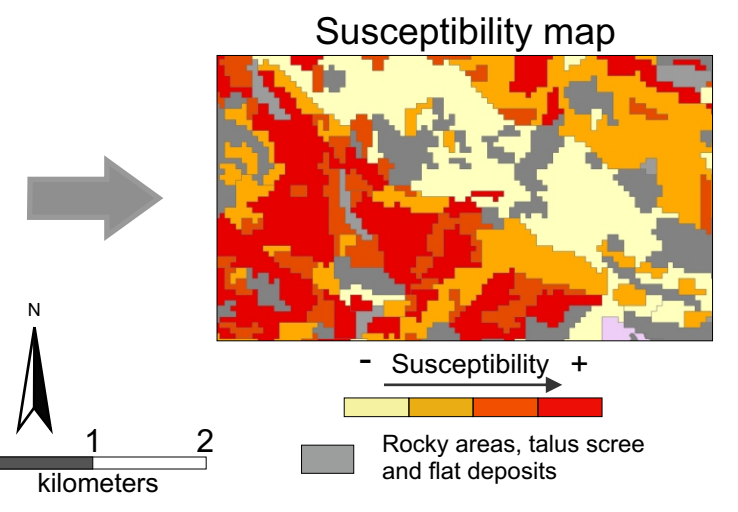 Susceptibility map
N
- Susceptibility +
1 2
kilometers
Rocky areas, talus scree
and flat deposits